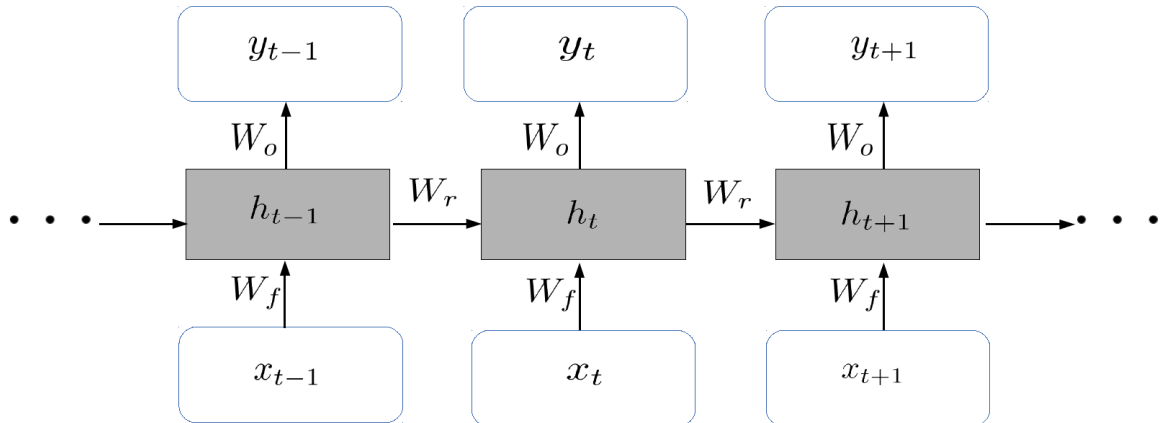 y_{t-1} y_t y_{t+1}
W_o W_o W_o
W_r W_r
• • • h_{t-1} h_t h_{t+1} • • •
W_f W_f W_f
x_{t-1} x_t x_{t+1}